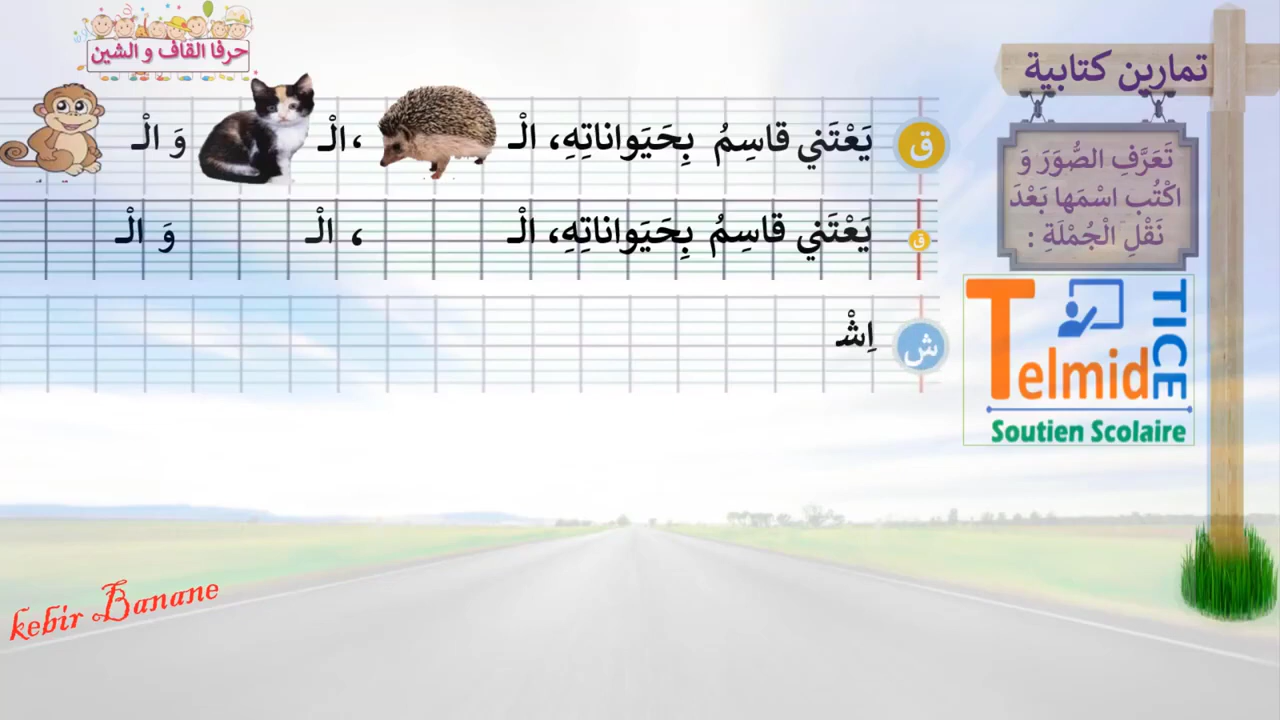 حرفا القاف و الشين
تمارين كتابية
تَعَرَّفِ الصُّوَرَ وَ
اكْتُبِ اسْمَها بَعْدَ
نَقْلِ الْجُمْلَةِ :
ق يَعْتَني قاسِمُ بِحَيَواناتِهِ، الْـ ،الْـ وَ الْـ
ق يَعْتَني قاسِمُ بِحَيَواناتِهِ، الْـ ، الْـ وَ الْـ
ش اِشْـ
Telmid TICE
Soutien Scolaire
kebir Banane